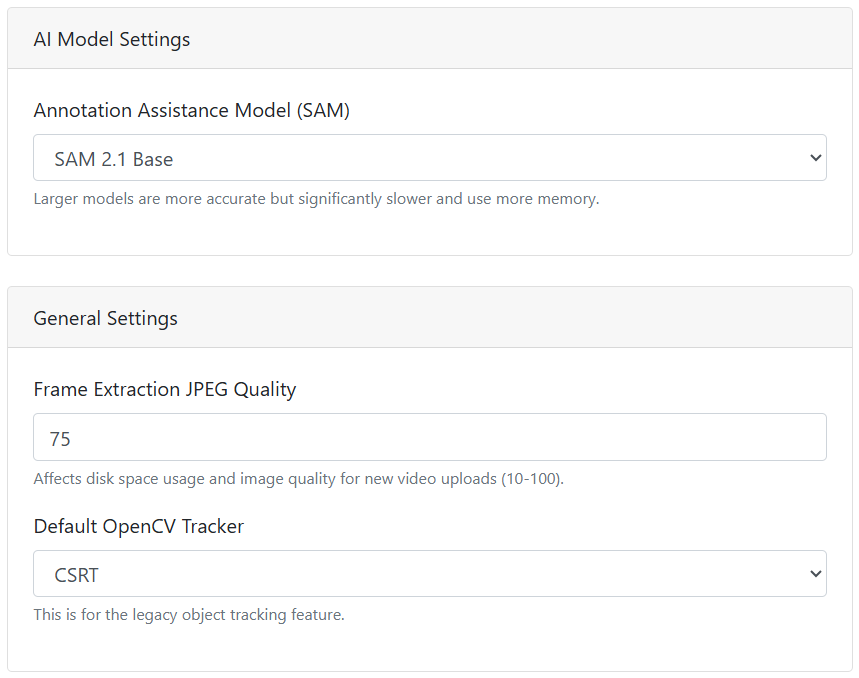 AI Model Settings
Annotation Assistance Model (SAM)
SAM 2.1 Base
Larger models are more accurate but significantly slower and use more memory.
General Settings
Frame Extraction JPEG Quality
75
Affects disk space usage and image quality for new video uploads (10-100).
Default OpenCV Tracker
CSRT
This is for the legacy object tracking feature.